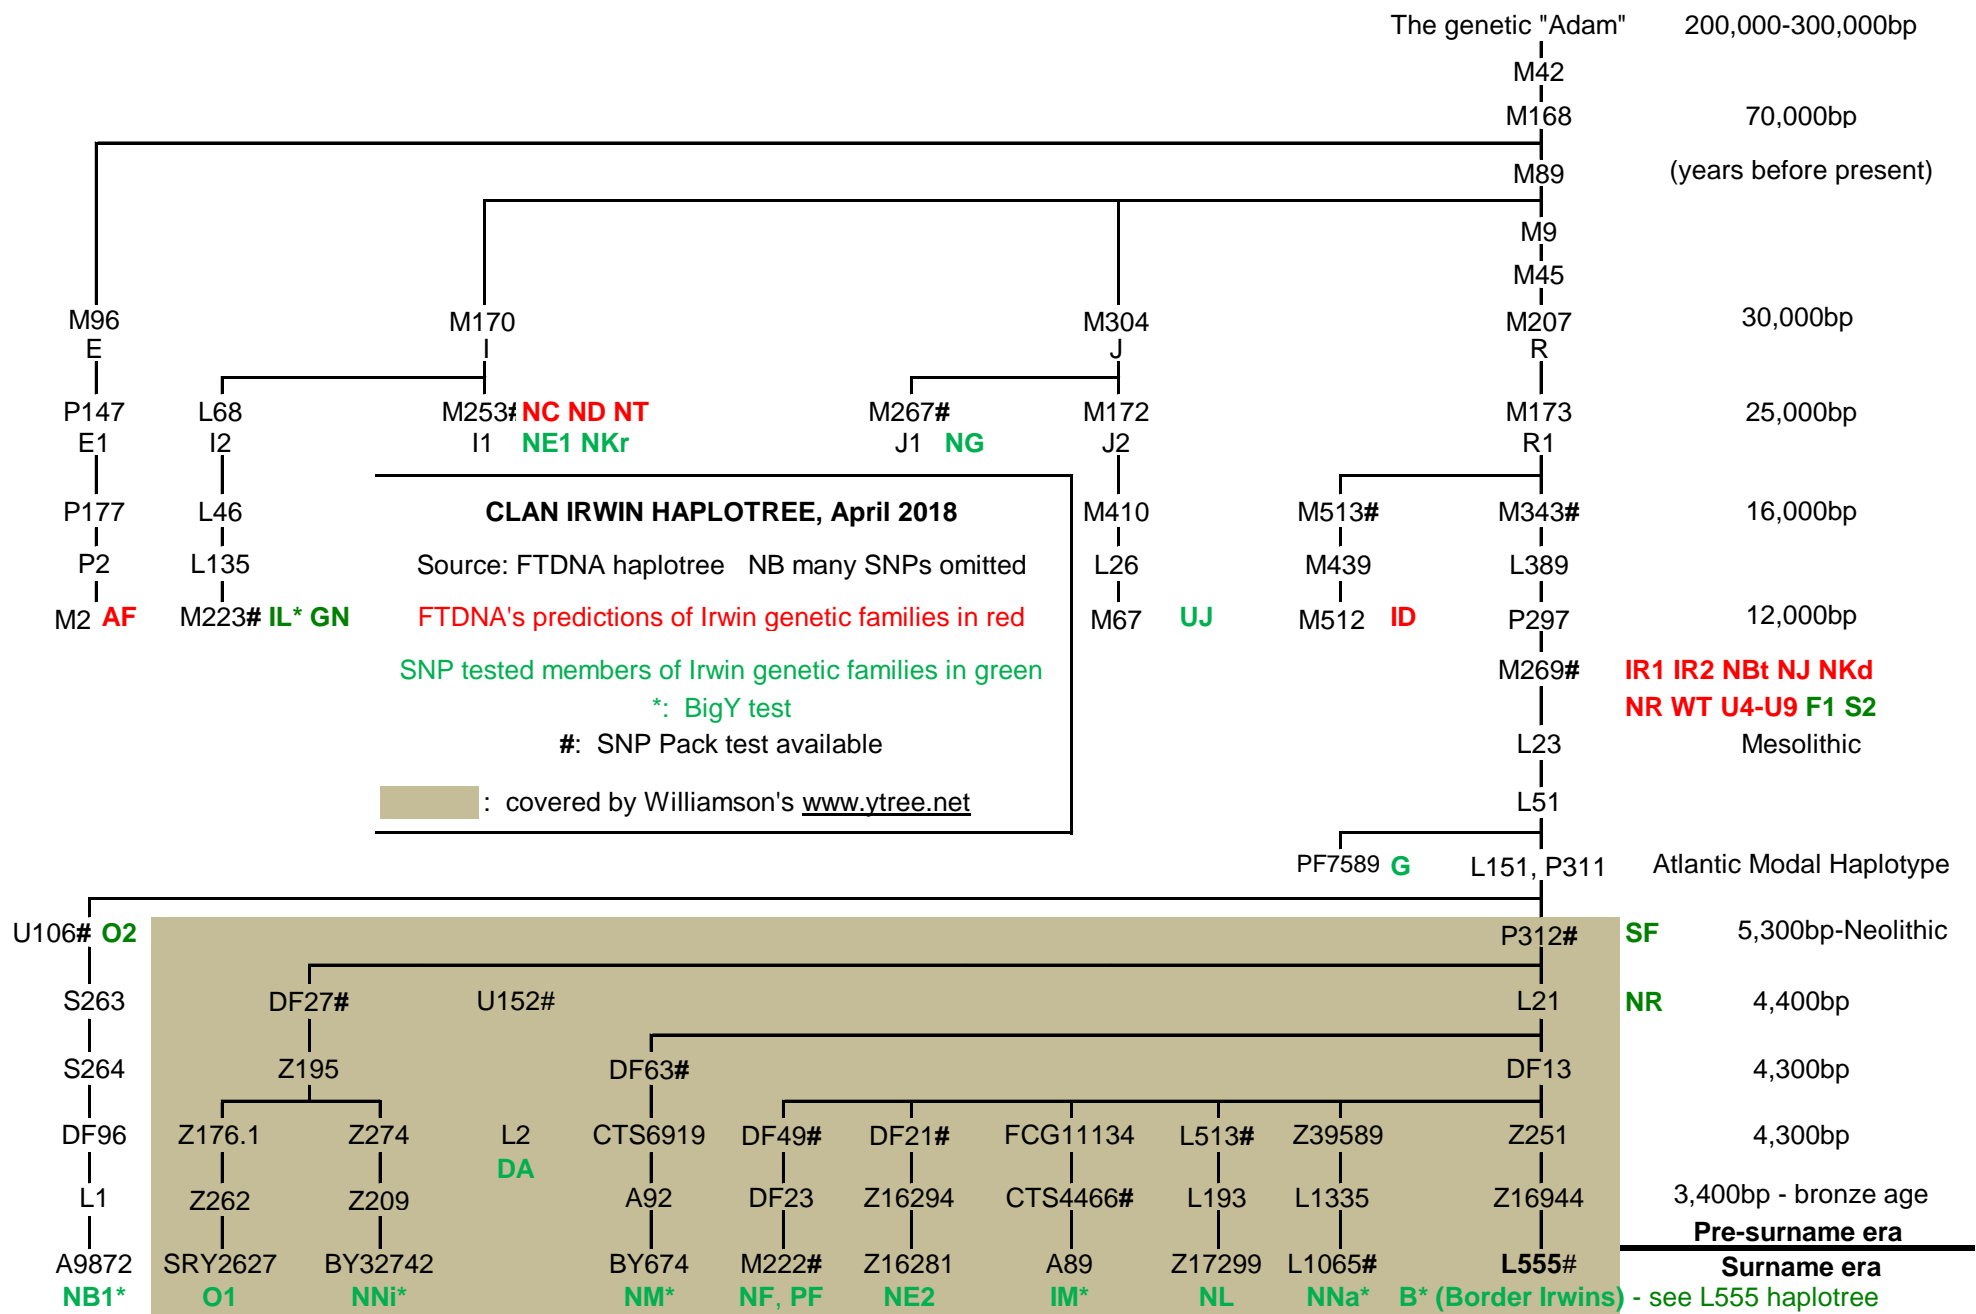 The genetic "Adam" 200,000-300,000bp
M42
M168 70,000bp
M89 (years before present)
M9
M45
M96 M170 M304 M207 30,000bp
E I J R
P147 L68 M253# NC ND NT M267# M172 M173 25,000bp
E1 I2 I1 NE1 NKr J1 NG J2 R1
P177 L46 CLAN IRWIN HAPLOTREE, April 2018 M410 M513# M343# 16,000bp
P2 L135 Source: FTDNA haplotree NB many SNPs omitted L26 M439 L389
M2 AF M223# IL* GN FTDNA's predictions of Irwin genetic families in red M67 UJ M512 ID P297 12,000bp
SNP tested members of Irwin genetic families in green M269# IR1 IR2 NBt NJ NKd
*: BigY test NR WT U4-U9 F1 S2
#: SNP Pack test available L23 Mesolithic
: covered by Williamson's www.ytree.net L51
PF7589 G L151, P311 Atlantic Modal Haplotype
U106# O2 P312# SF 5,300bp-Neolithic
S263 DF27# U152# L21 NR 4,400bp
S264 Z195 DF63# DF13 4,300bp
DF96 Z176.1 Z274 L2 CTS6919 DF49# DF21# FCG11134 L513# Z39589 Z251 4,300bp
DA
L1 Z262 Z209 A92 DF23 Z16294 CTS4466# L193 L1335 Z16944 3,400bp - bronze age
Pre-surname era
A9872 SRY2627 BY32742 BY674 M222# Z16281 A89 Z17299 L1065# L555# Surname era
NB1* O1 NNi* NM* NF, PF NE2 IM* NL NNa* B* (Border Irwins) - see L555 haplotree